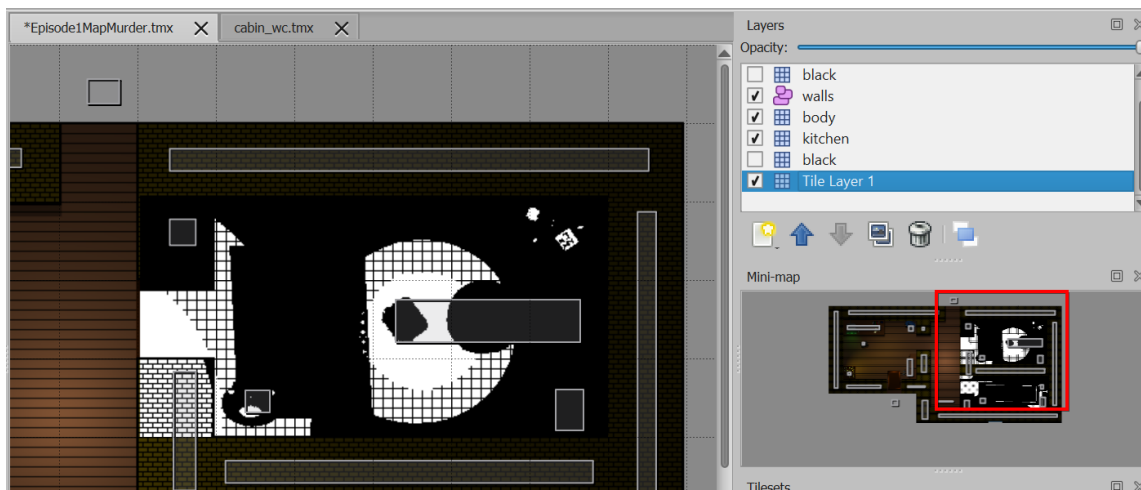 *Episode1MapMurder.tmx
cabin_wc.tmx
Layers
Opacity:
black
walls
body
kitchen
black
Tile Layer 1
Mini-map
Tilesets